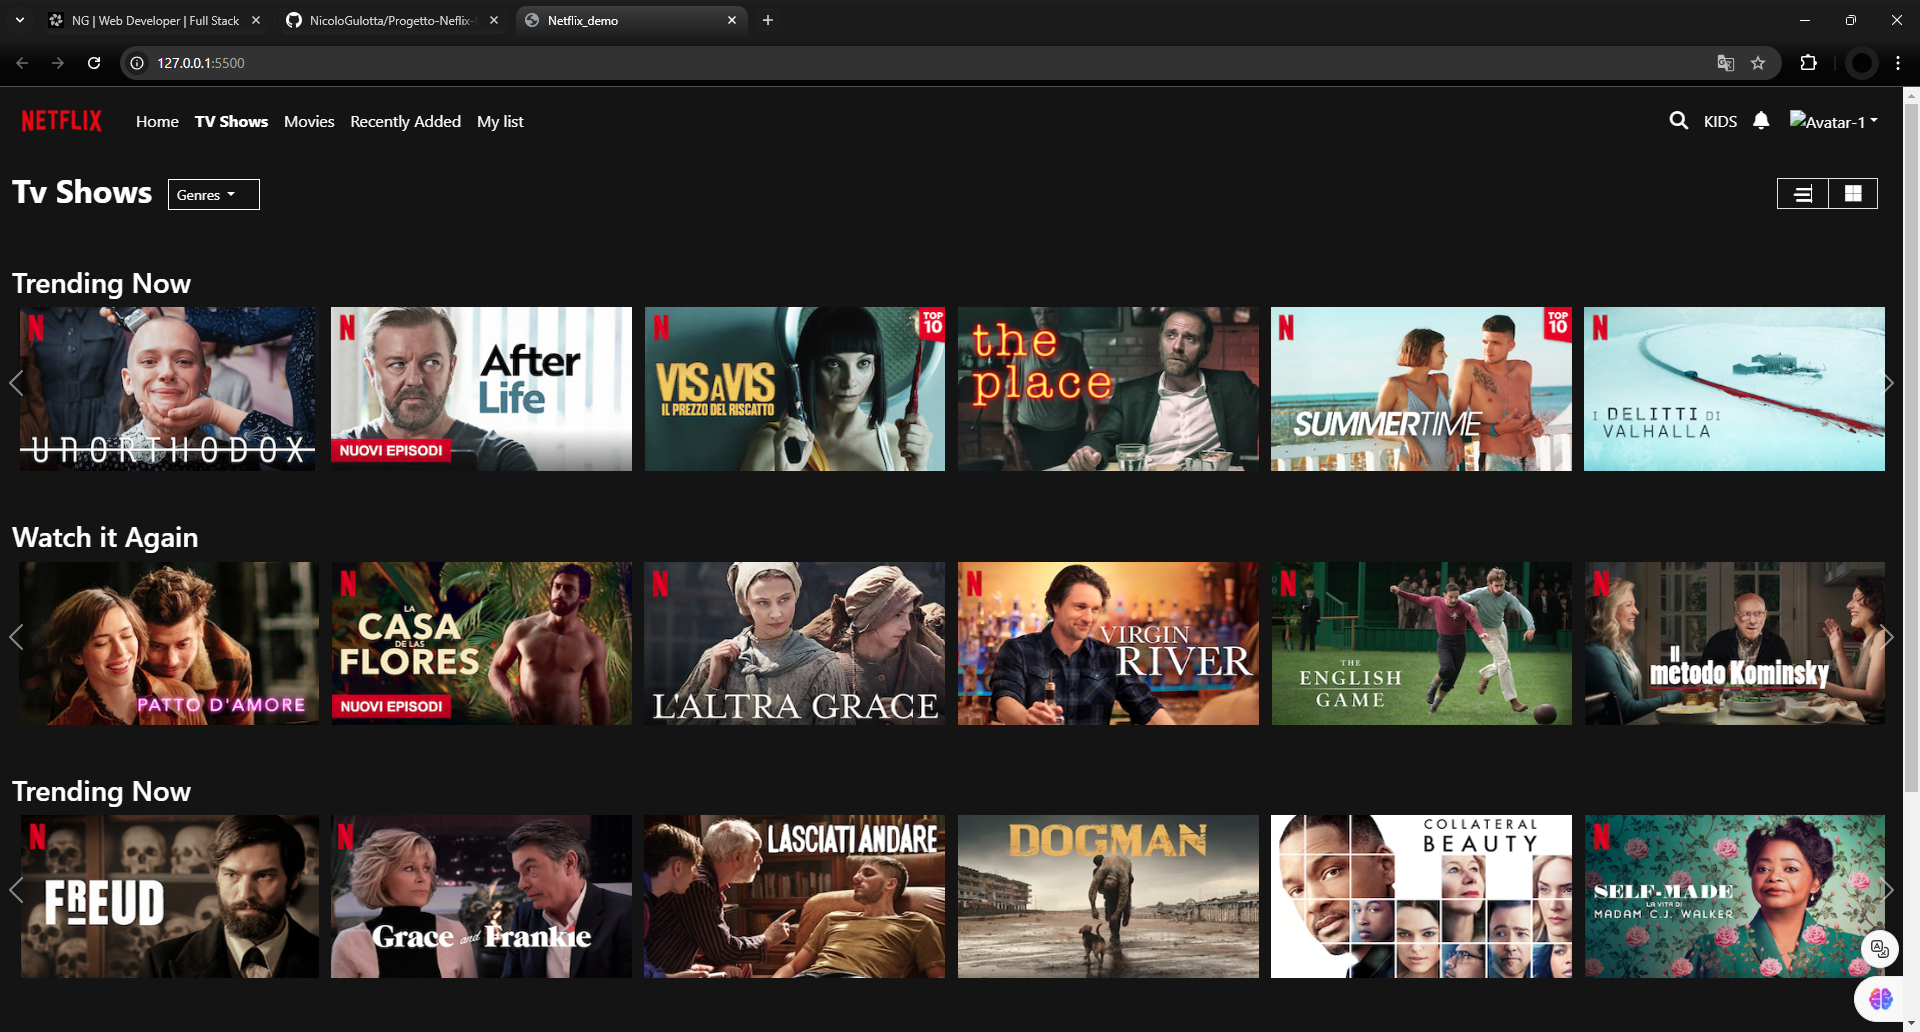 NG | Web Developer | Full Stack
NicoloGulotta/Progetto-Neflix-
Netflix_demo
127.0.0.1:5500
NETFLIX
Home
TV Shows
Movies
Recently Added
My list
KIDS
Avatar-1
Tv Shows
Genres
Trending Now
N
UNORTHODOX
N
After
Life
NUOVI EPISODI
N
TOP
10
VIS A VIS
IL PREZZO DEL RISCATTO
the
place
N
TOP
10
SUMMERTIME
N
I DELITTI DI
VALHALLA
Watch it Again
PATTO D'AMORE
N
LA
CASA
DE LAS
FLORES
NUOVI EPISODI
N
L'ALTRA GRACE
N
VIRGIN
RIVER
N
THE
ENGLISH
GAME
N
Il
metodo Kominsky
Trending Now
N
FREUD
N
Grace and Frankie
LASCIATI ANDARE
DOGMAN
COLLATERAL
BEAUTY
N
SELF-MADE
LA VITA DI
MADAM C.J. WALKER